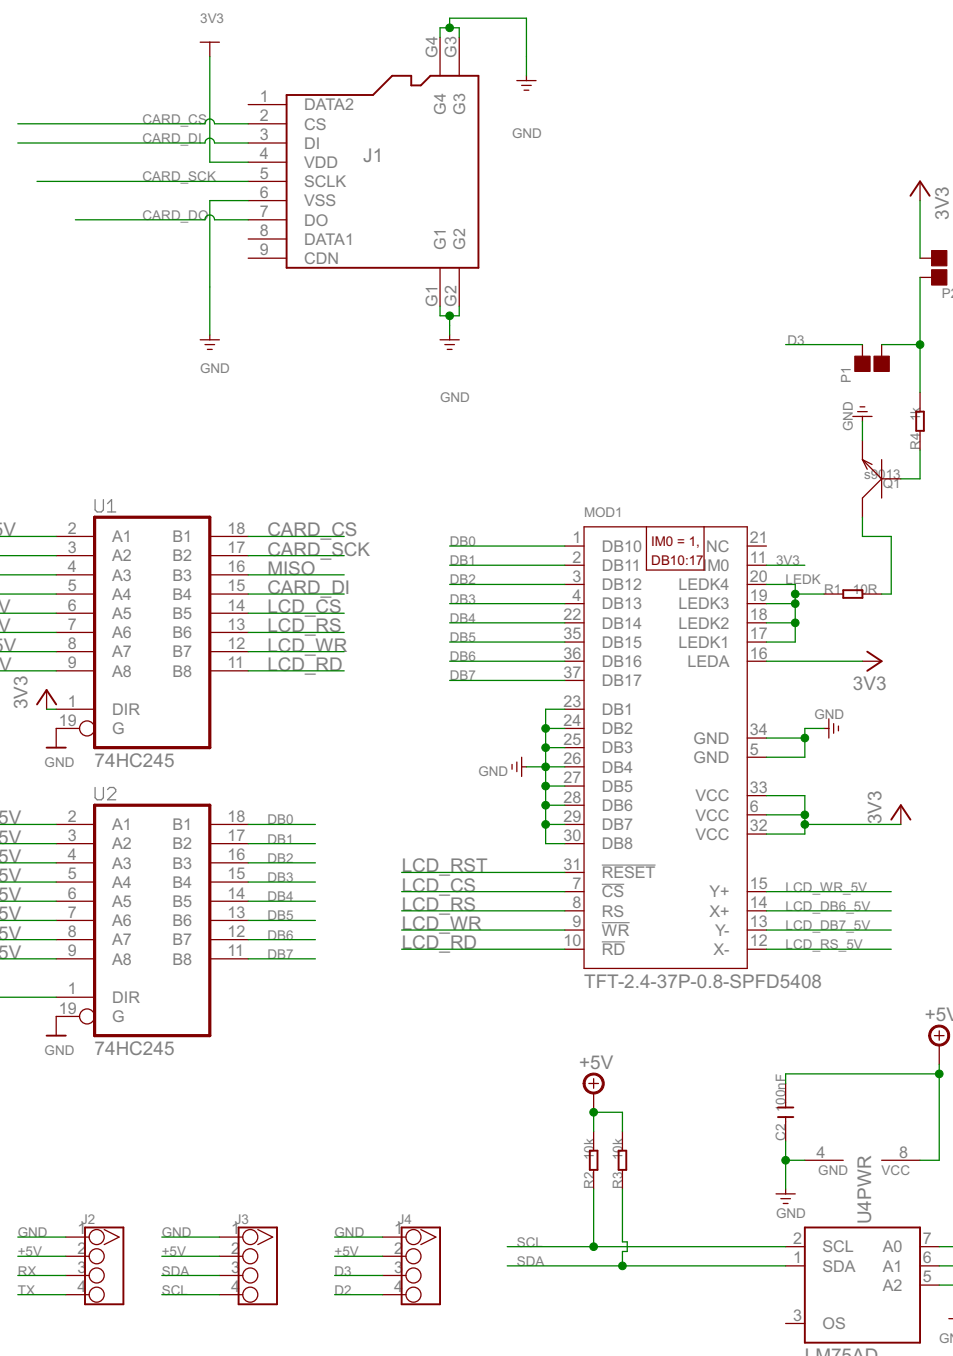 3V3
G4
G3
G4
G3
GND
1 DATA2
CARD_CS 2 CS
CARD_DI 3 DI
4 VDD
CARD_SCK 5 SCLK
6 VSS
CARD_DO 7 DO
8 DATA1
9 CDN
J1
G1
G2
G1
G2
GND
GND
3V3
D3
P1
GND
R4 1k
s9013
Q1
U1
5V 2 A1 B1 18 CARD_CS
3 A2 B2 17 CARD_SCK
4 A3 B3 16 MISO
5 A4 B4 15 CARD_DI
V 6 A5 B5 14 LCD_CS
V 7 A6 B6 13 LCD_RS
5V 8 A7 B7 12 LCD_WR
V 9 A8 B8 11 LCD_RD
3V3
1 DIR
19 G
GND
74HC245
U2
5V 2 A1 B1 18 DB0
5V 3 A2 B2 17 DB1
5V 4 A3 B3 16 DB2
5V 5 A4 B4 15 DB3
5V 6 A5 B5 14 DB4
5V 7 A6 B6 13 DB5
5V 8 A7 B7 12 DB6
5V 9 A8 B8 11 DB7
1 DIR
19 G
GND
74HC245
MOD1
IM0 = 1,
DB10:17
DB0 1 DB10 NC 21
DB1 2 DB11 IM0 11 3V3
DB2 3 DB12 LEDK4 20 LEDK
DB3 4 DB13 LEDK3 19 R1 10R
DB4 22 DB14 LEDK2 18
DB5 35 DB15 LEDK1 17
DB6 36 DB16 LEDA 16
DB7 37 DB17
3V3
23 DB1
24 DB2
25 DB3
GND 26 DB4
27 DB5
28 DB6
29 DB7
30 DB8
GND
GND 34
GND 5
VCC 33
VCC 6
VCC 32
3V3
LCD_RST 31 RESET
LCD_CS 7 CS Y+ 15 LCD_WR_5V
LCD_RS 8 RS X+ 14 LCD_DB6_5V
LCD_WR 9 WR Y- 13 LCD_DB7_5V
LCD_RD 10 RD X- 12 LCD_RS_5V
TFT-2.4-37P-0.8-SPFD5408
+5V
R2 10k
R3 10k
+5V
C2 100nF
4
GND
U4PWR
8
VCC
GND
SCL 2 SCL A0 7
SDA 1 SDA A1 6
A2 5
3 OS
LM75AD
J2
GND 1
+5V 2
RX 3
TX 4
J3
GND 1
+5V 2
SDA 3
SCL 4
J4
GND 1
+5V 2
D3 3
D2 4